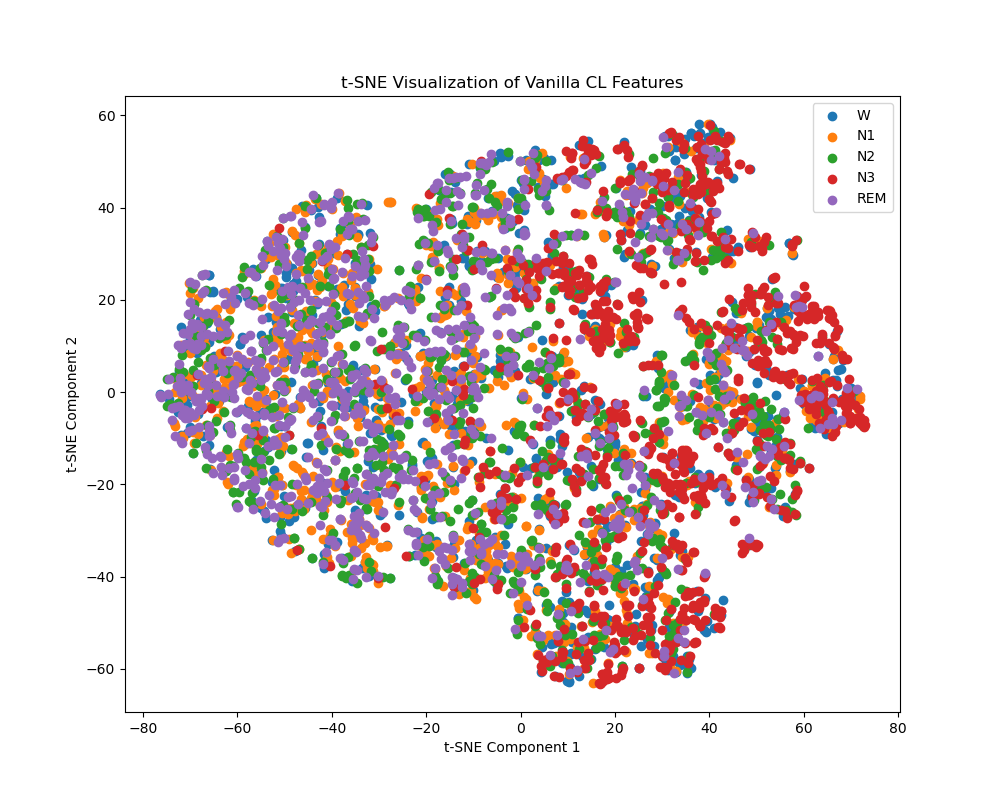 t-SNE Visualization of Vanilla CL Features
W
N1
N2
N3
REM
60
40
20
0
−20
−40
−60
t-SNE Component 2
−80
−60
−40
−20
0
20
40
60
80
t-SNE Component 1